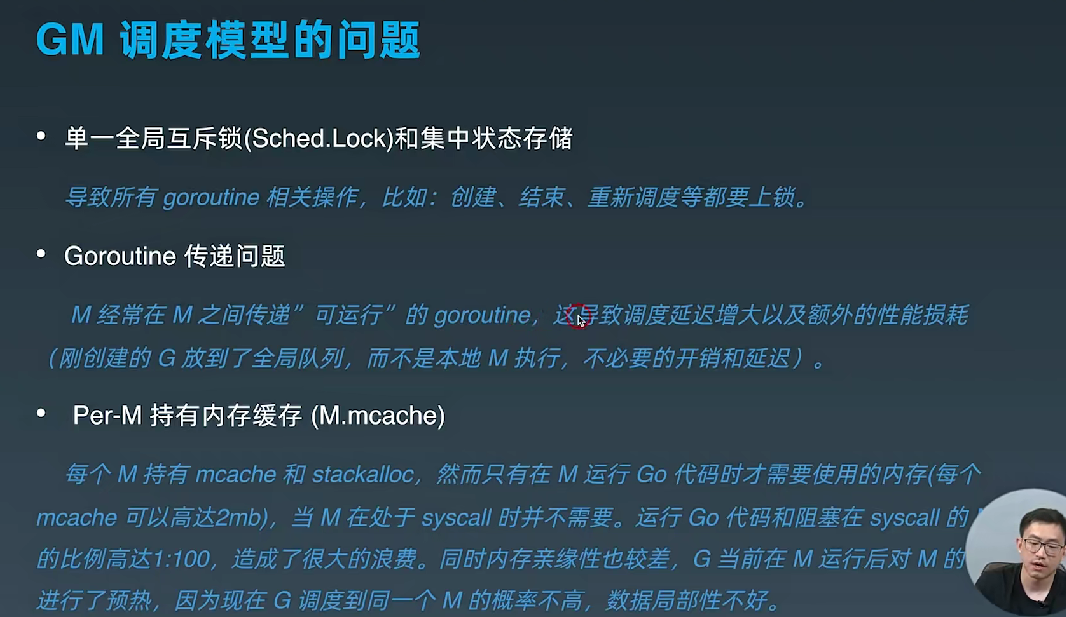 GM 调度模型的问题
• 单一全局互斥锁(Sched.Lock)和集中状态存储
导致所有 goroutine 相关操作，比如：创建、结束、重新调度等都要上锁。
• Goroutine 传递问题
M 经常在 M 之间传递”可运行”的 goroutine，这导致调度延迟增大以及额外的性能损耗
（刚创建的 G 放到了全局队列，而不是本地 M 执行，不必要的开销和延迟）。
• Per-M 持有内存缓存 (M.mcache)
每个 M 持有 mcache 和 stackalloc，然而只有在 M 运行 Go 代码时才需要使用的内存(每个
mcache 可以高达2mb)，当 M 在处于 syscall 时并不需要。运行 Go 代码和阻塞在 syscall 的
的比例高达1:100，造成了很大的浪费。同时内存亲缘性也较差，G 当前在 M 运行后对 M 的
进行了预热，因为现在 G 调度到同一个 M 的概率不高，数据局部性不好。